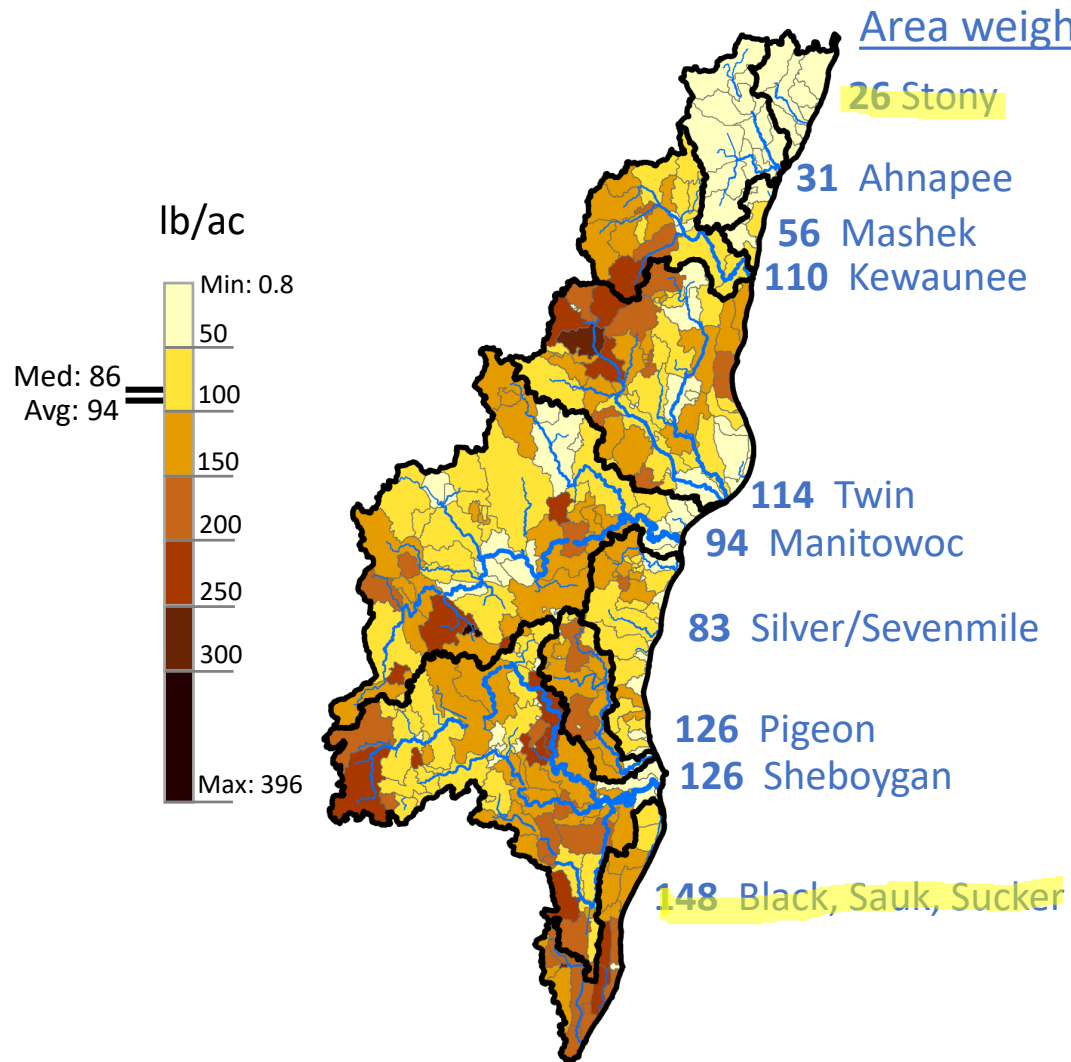 Area weigh
26 Stony
31 Ahnapee
56 Mashek
110 Kewaunee
lb/ac
Min: 0.8
50
Med: 86
Avg: 94
100
150
200
250
300
Max: 396
114 Twin
94 Manitowoc
83 Silver/Sevenmile
126 Pigeon
126 Sheboygan
148 Black, Sauk, Sucker